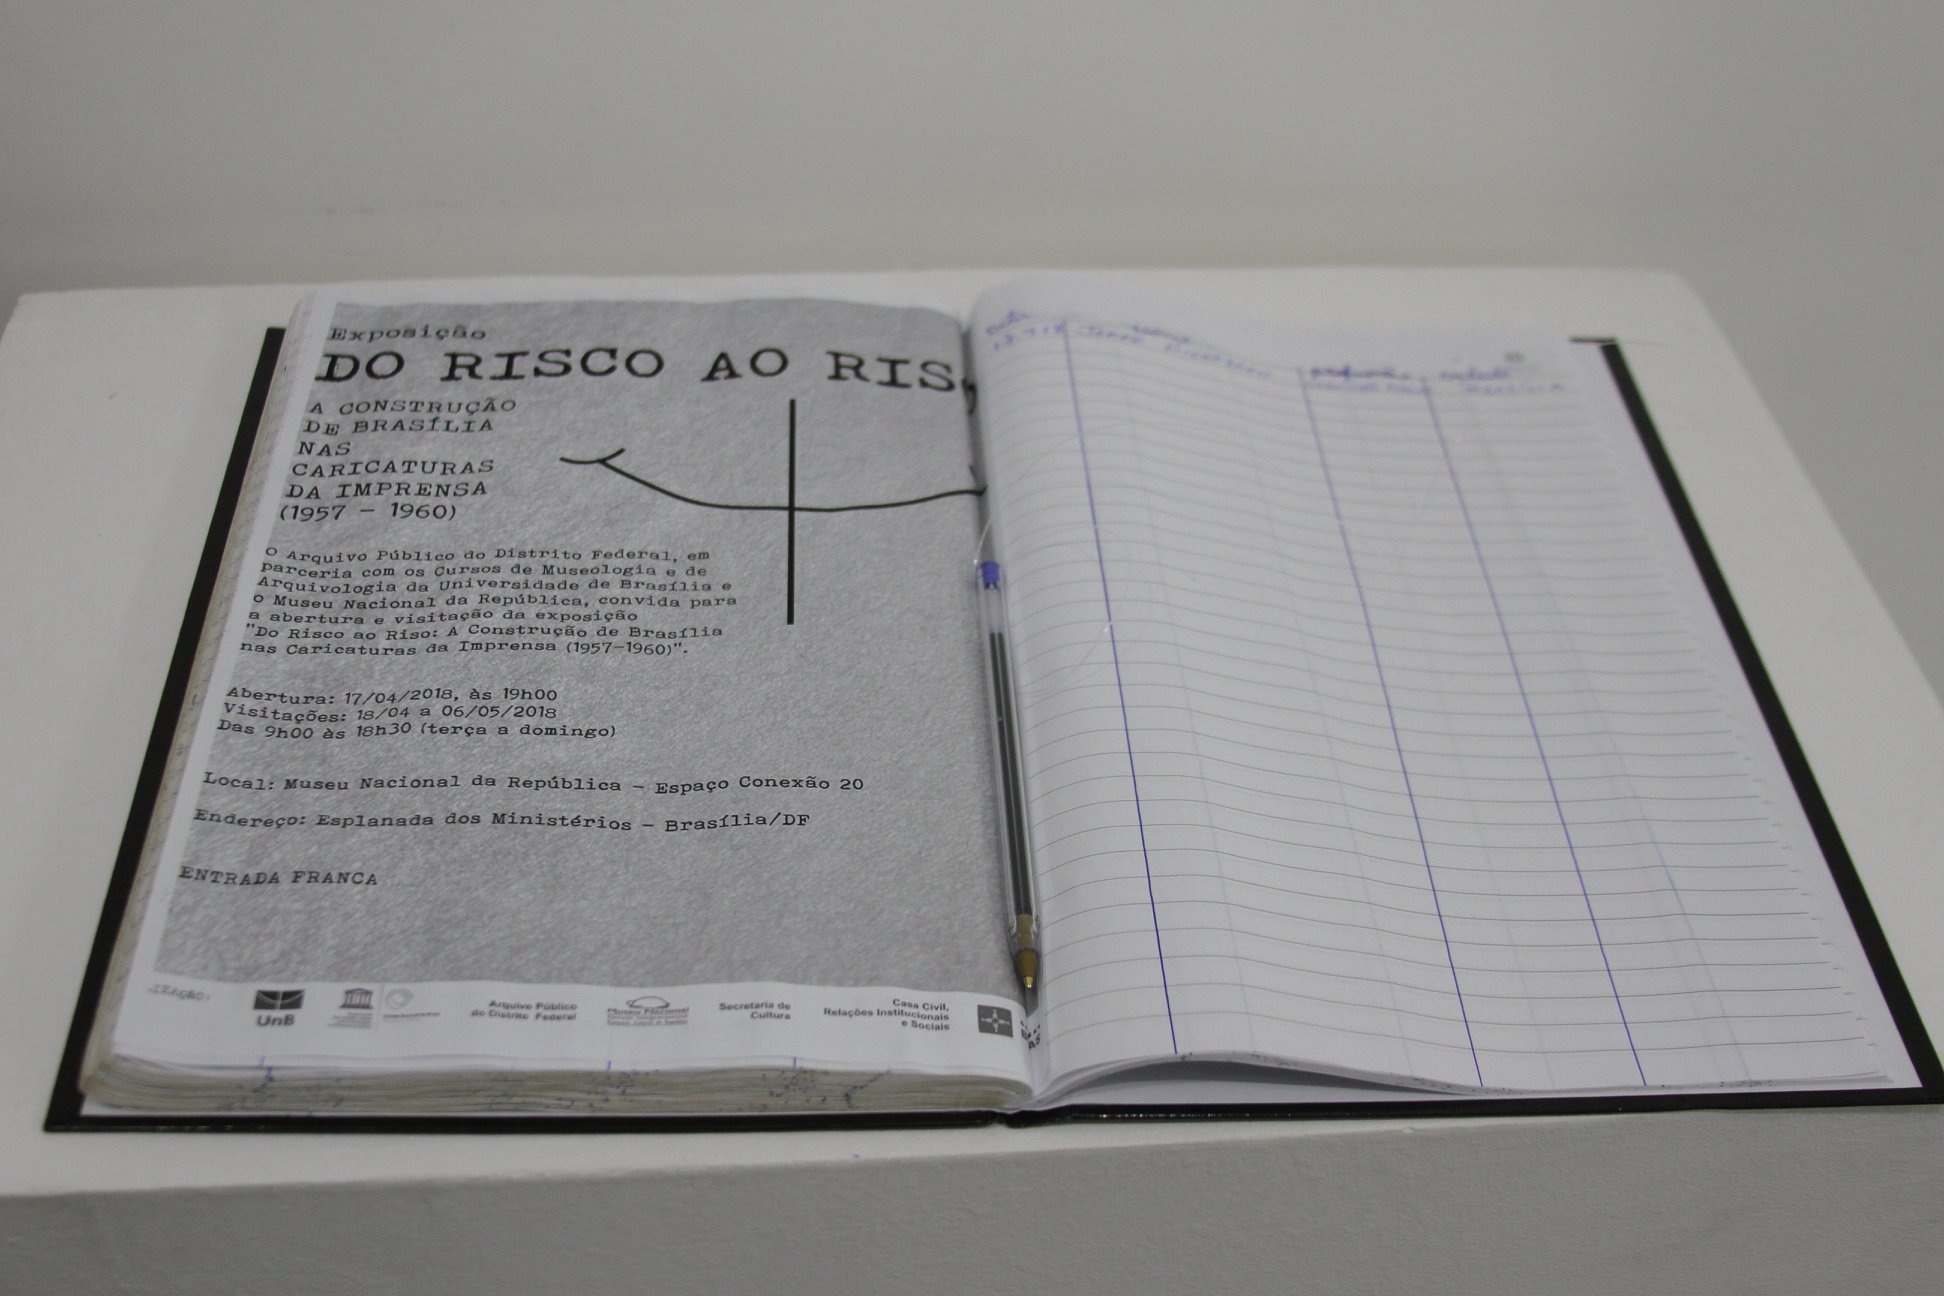 Exposição
DO RISCO AO RIS
A CONSTRUÇÃO
DE BRASÍLIA
NAS
CARICATURAS
DA IMPRENSA
(1957 - 1960)
O Arquivo Público do Distrito Federal, em
parceria com os Cursos de Museologia e de
Arquivologia da Universidade de Brasília e
o Museu Nacional da República, convida para
a abertura e visitação da exposição
"Do Risco ao Riso: A Construção de Brasília
nas Caricaturas da Imprensa (1957-1960)".
Abertura: 17/04/2018, às 19h00
Visitações: 18/04 a 06/05/2018
Das 9h00 às 18h30 (terça a domingo)
Local: Museu Nacional da República - Espaço Conexão 20
Endereço: Esplanada dos Ministérios - Brasília/DF
ENTRADA FRANCA
UnB
Arquivo Público
do Distrito Federal
Museu Nacional
Secretaria de
Cultura
Casa Civil,
Relações Institucionais
e Sociais